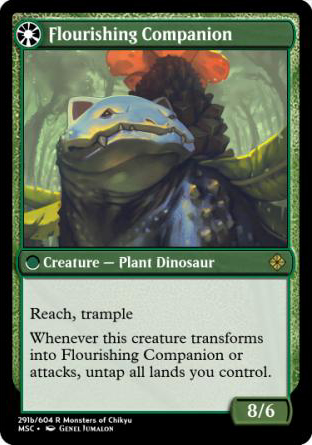 Flourishing Companion
Creature — Plant Dinosaur
Reach, trample
Whenever this creature transforms
into Flourishing Companion or
attacks, untap all lands you control.
8/6
291b/604 R Monsters of Chikyu
MSC • Genel Jumalon